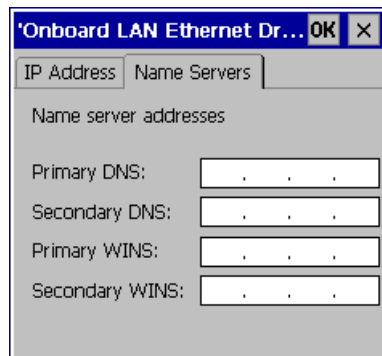 'Onboard LAN Ethernet Dr... OK ×
IP Address Name Servers
Name server addresses
Primary DNS: . . .
Secondary DNS: . . .
Primary WINS: . . .
Secondary WINS: . . .